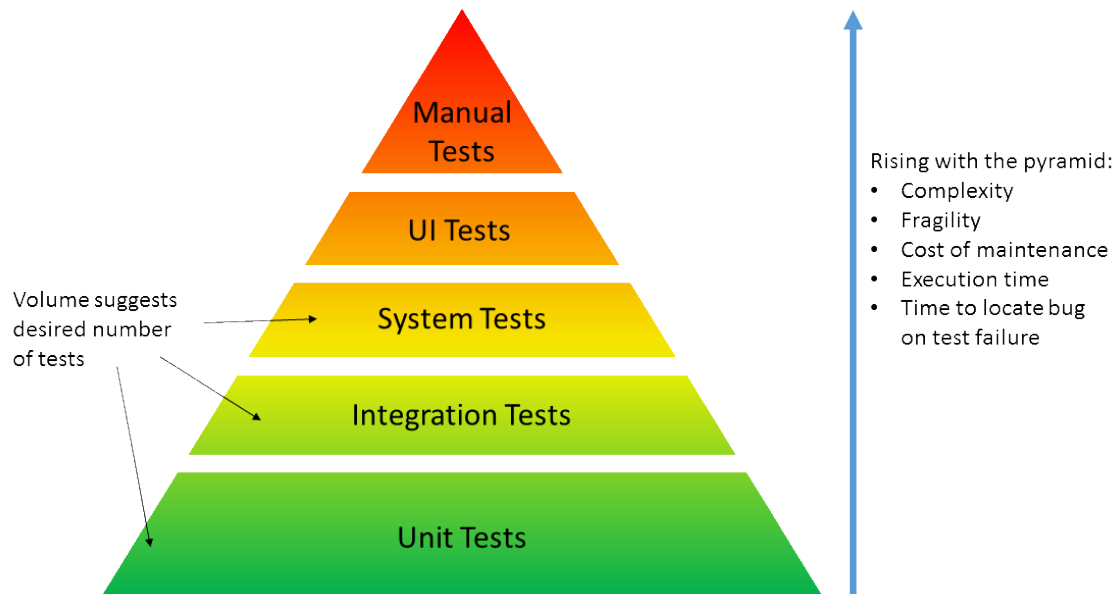 Manual
Tests
UI Tests
System Tests
Integration Tests
Unit Tests
Volume suggests
desired number
of tests
Rising with the pyramid:
• Complexity
• Fragility
• Cost of maintenance
• Execution time
• Time to locate bug
on test failure